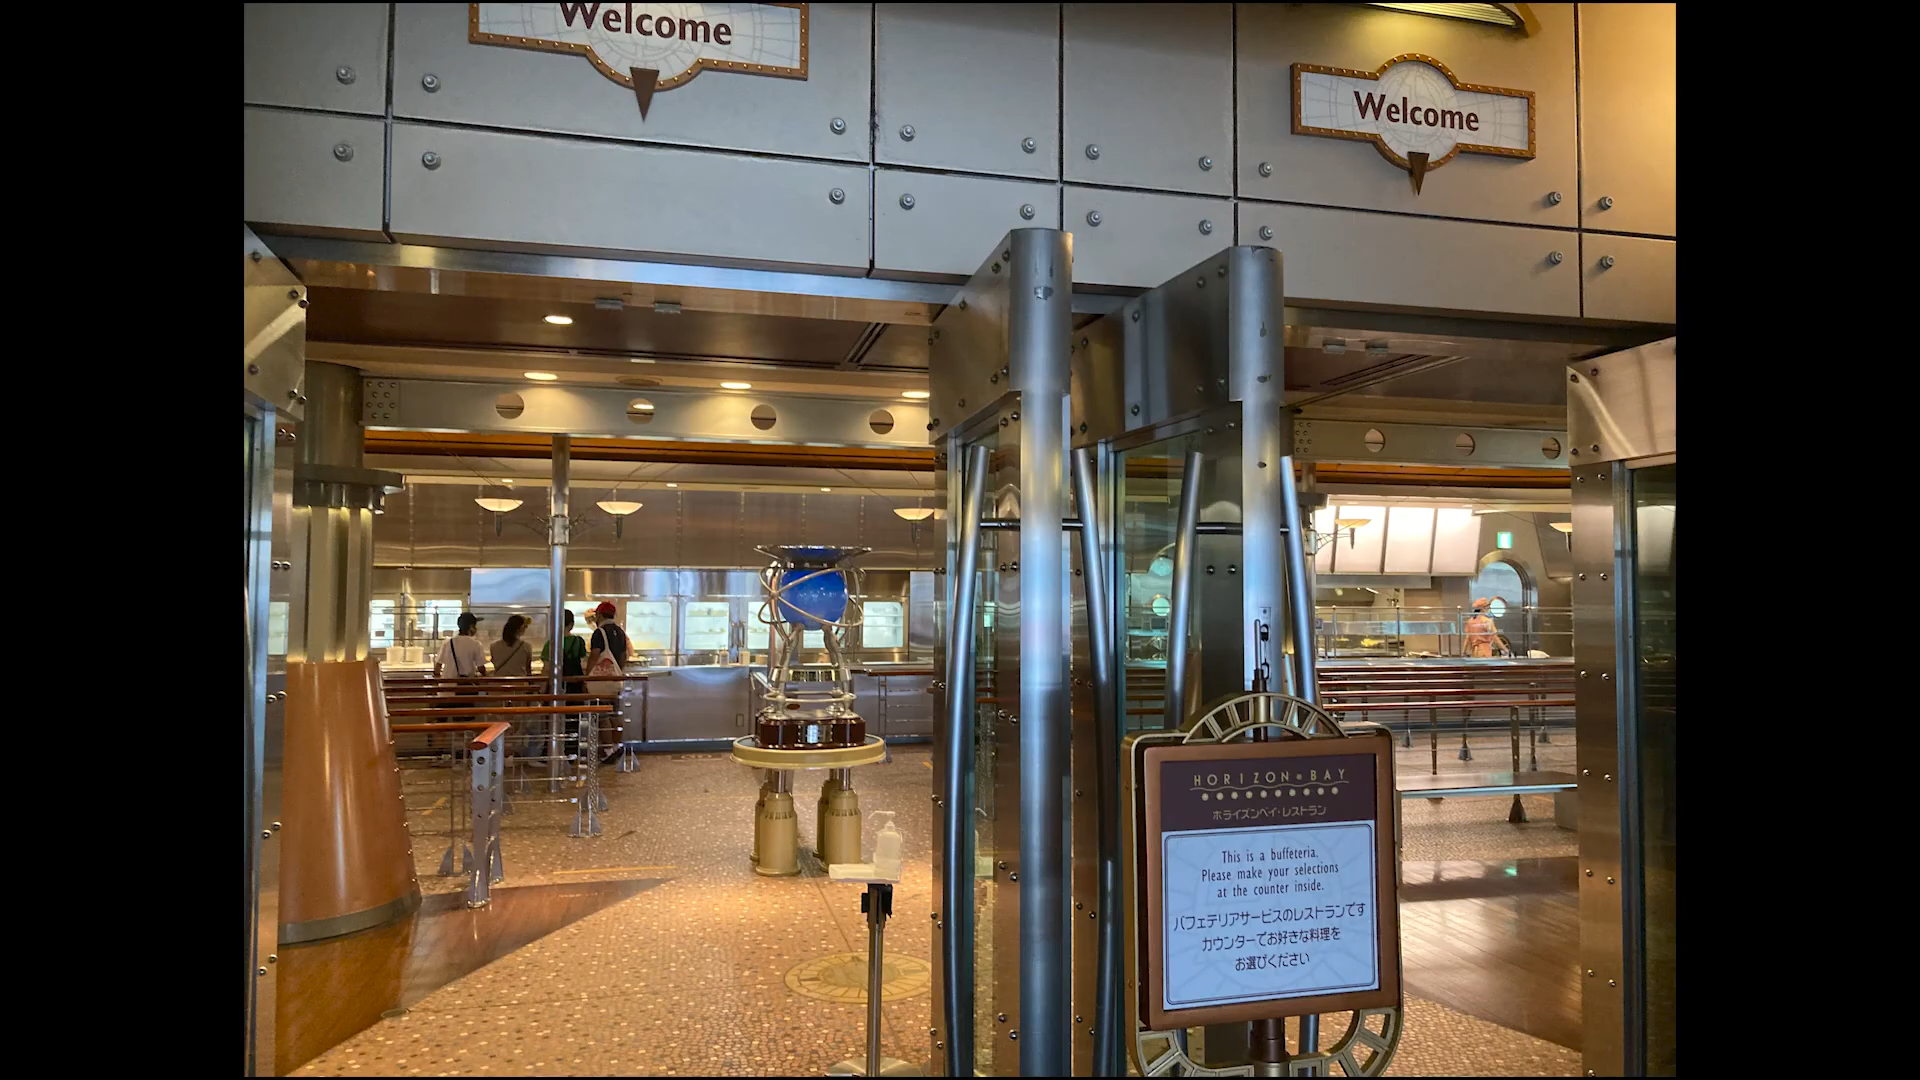 Welcome
Welcome
HORIZON BAY
ホライズンベイ・レストラン
This is a buffeteria.
Please make your selections
at the counter inside.
バフェテリアサービスのレストランです
カウンターでお好きな料理を
お選びください